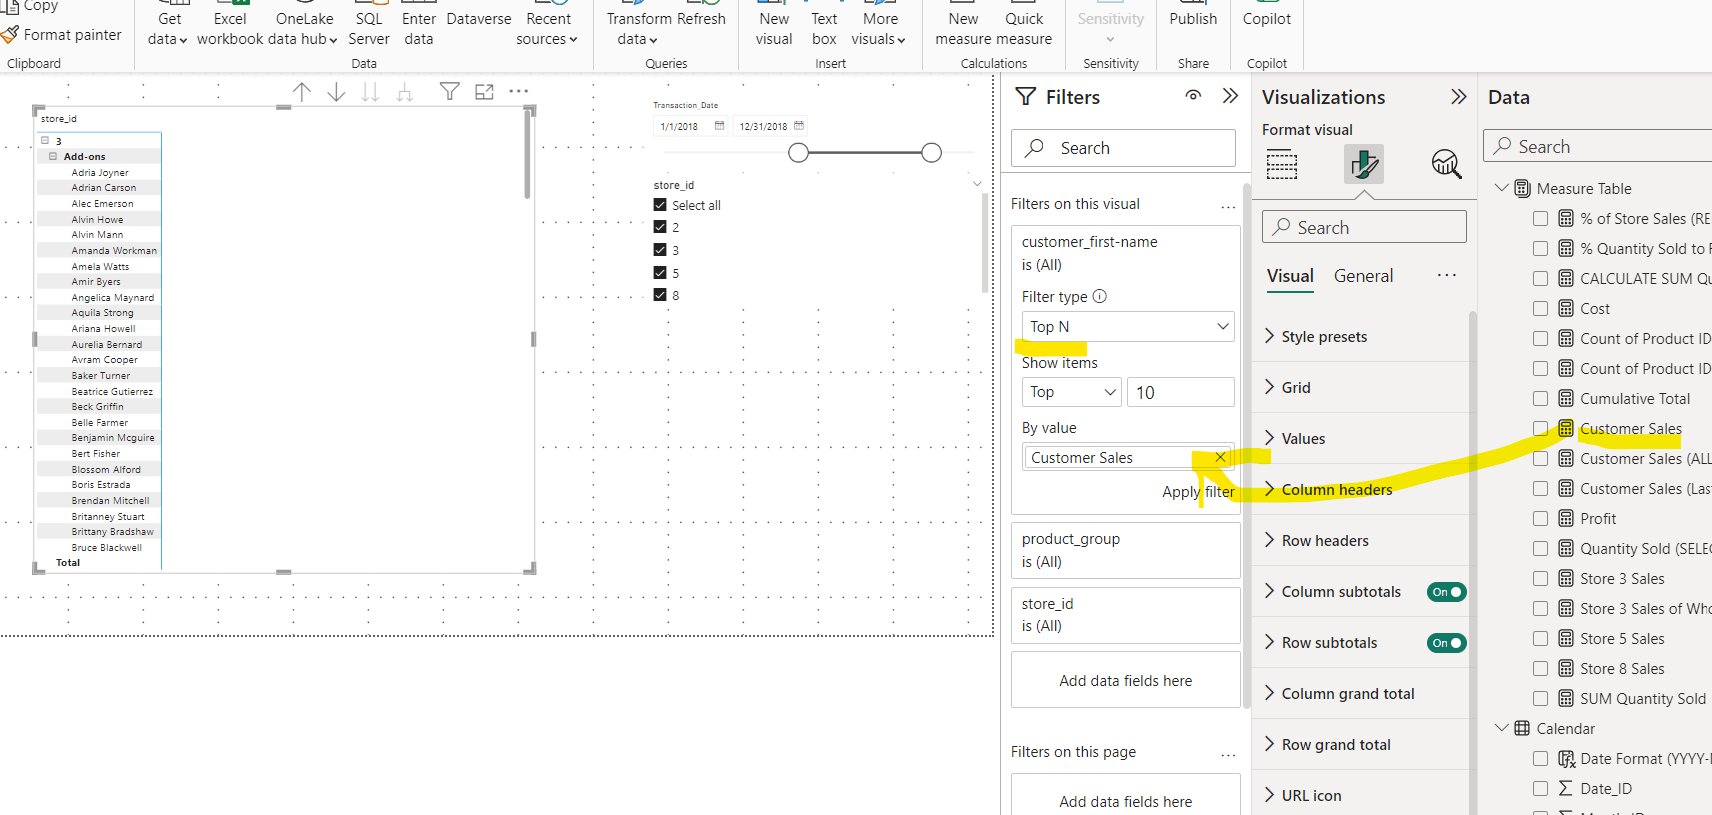 Copy
Format painter
Clipboard
Get data
Excel workbook
OneLake data hub
SQL Server
Enter data
Dataverse
Recent sources
Data
Transform data
Refresh
Queries
New visual
Text box
More visuals
Insert
New measure
Quick measure
Calculations
Sensitivity
Sensitivity
Publish
Share
Copilot
Copilot
store_id
3
Add-ons
Adria Joyner
Adrian Carson
Alec Emerson
Alvin Howe
Alvin Mann
Amanda Workman
Amela Watts
Amir Byers
Angelica Maynard
Aquila Strong
Ariana Howell
Aurelia Bernard
Avram Cooper
Baker Turner
Beatrice Gutierrez
Beck Griffin
Belle Farmer
Benjamin Mcguire
Bert Fisher
Blossom Alford
Boris Estrada
Brendan Mitchell
Britanney Stuart
Brittany Bradshaw
Bruce Blackwell
Total
Transaction_Date
1/1/2018
12/31/2018
store_id
Select all
2
3
5
8
Filters
Search
Filters on this visual
customer_first-name
is (All)
Filter type
Top N
Show items
Top
10
By value
Customer Sales
Apply filter
product_group
is (All)
store_id
is (All)
Add data fields here
Filters on this page
Add data fields here
Visualizations
Format visual
Search
Visual
General
Style presets
Grid
Values
Column headers
Row headers
Column subtotals
On
Row subtotals
On
Column grand total
Row grand total
URL icon
Data
Search
Measure Table
% of Store Sales (RE
% Quantity Sold to
CALCULATE SUM Qu
Cost
Count of Product ID
Count of Product ID
Cumulative Total
Customer Sales
Customer Sales (ALL
Customer Sales (Las
Profit
Quantity Sold (SELEC
Store 3 Sales
Store 3 Sales of Who
Store 5 Sales
Store 8 Sales
SUM Quantity Sold
Calendar
Date Format (YYYY-
Date_ID